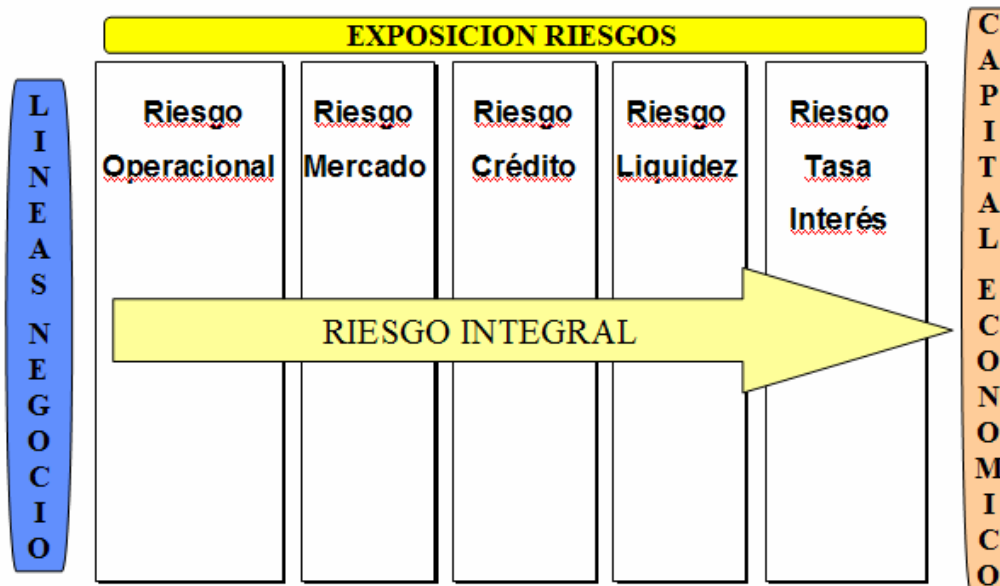 EXPOSICION RIESGOS
LINEAS NEGOCIO
Riesgo
Operacional
Riesgo
Mercado
Riesgo
Crédito
Riesgo
Liquidez
Riesgo
Tasa
Interés
RIESGO INTEGRAL
CAPITAL ECONOMICO